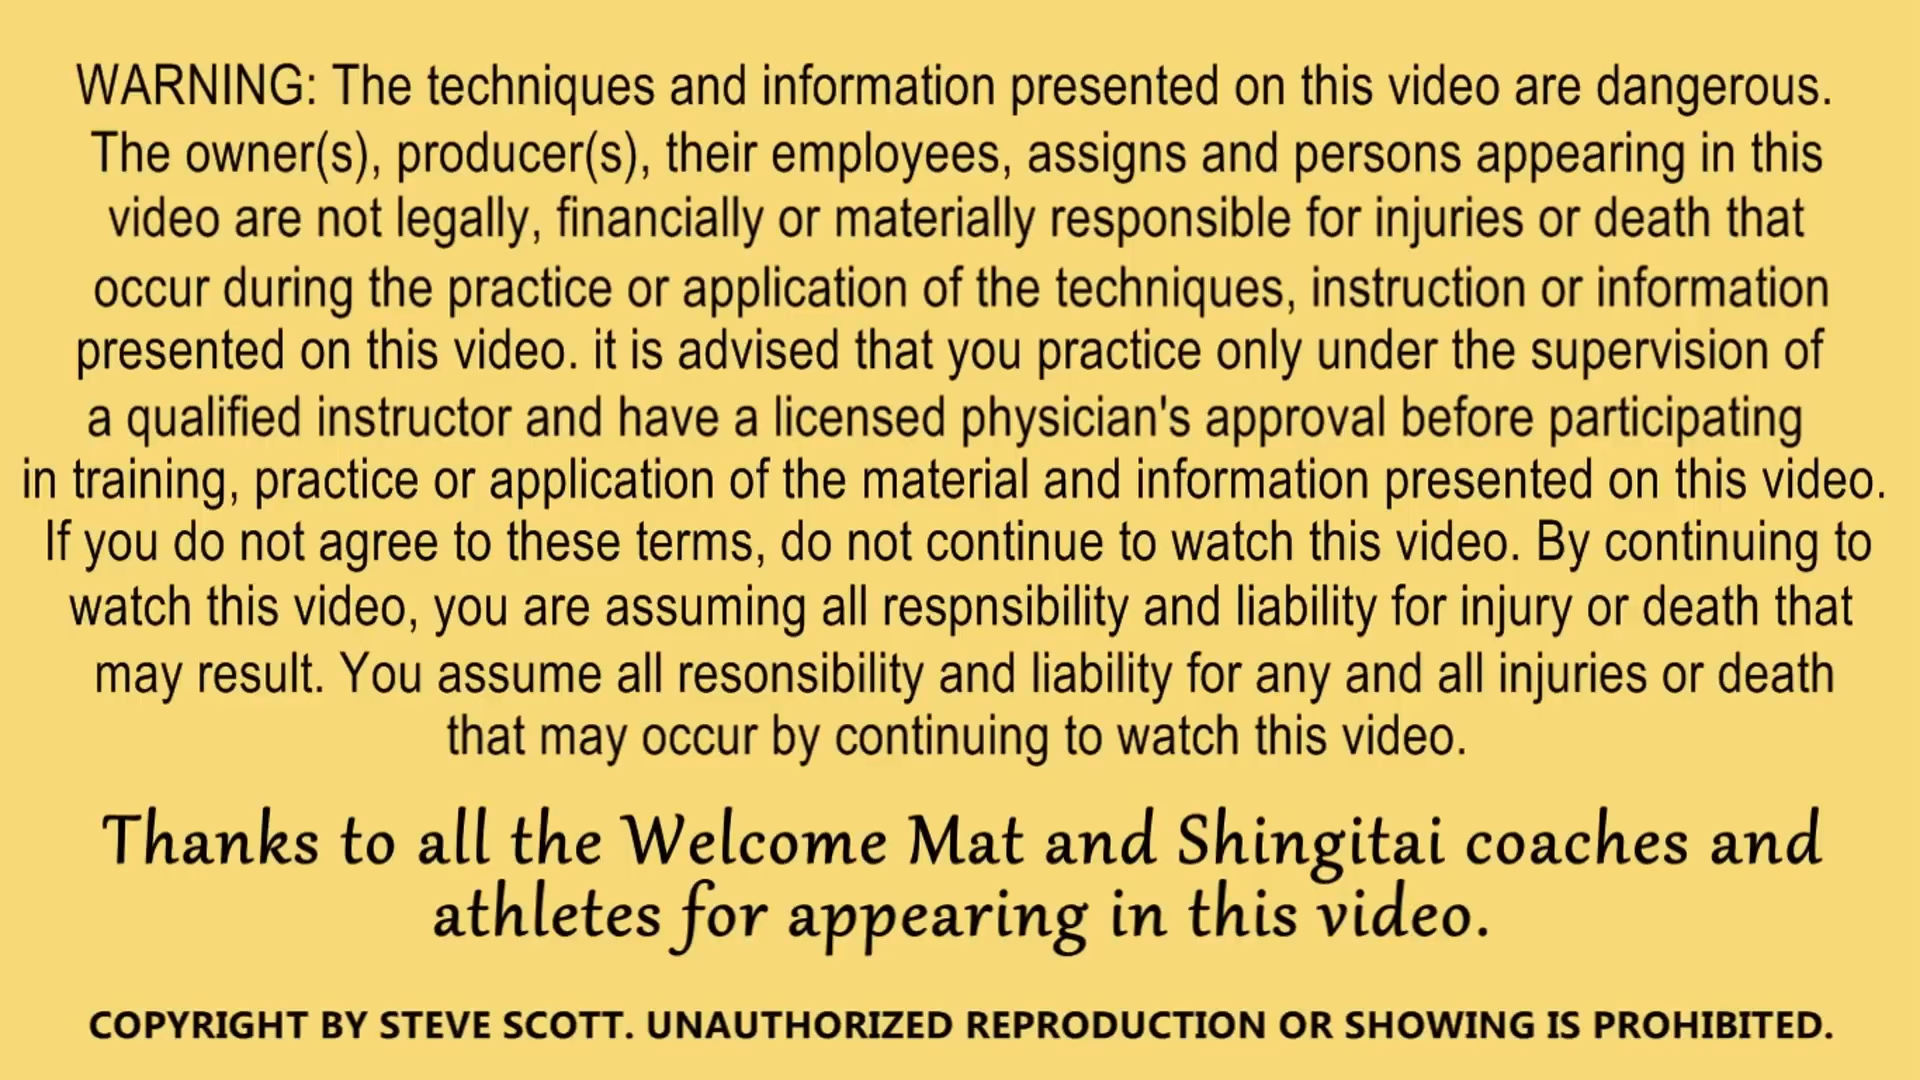 WARNING: The techniques and information presented on this video are dangerous.
The owner(s), producer(s), their employees, assigns and persons appearing in this
video are not legally, financially or materially responsible for injuries or death that
occur during the practice or application of the techniques, instruction or information
presented on this video. it is advised that you practice only under the supervision of
a qualified instructor and have a licensed physician's approval before participating
in training, practice or application of the material and information presented on this video.
If you do not agree to these terms, do not continue to watch this video. By continuing to
watch this video, you are assuming all respnsibility and liability for injury or death that
may result. You assume all resonsibility and liability for any and all injuries or death
that may occur by continuing to watch this video.
Thanks to all the Welcome Mat and Shingitai coaches and
athletes for appearing in this video.
COPYRIGHT BY STEVE SCOTT. UNAUTHORIZED REPRODUCTION OR SHOWING IS PROHIBITED.